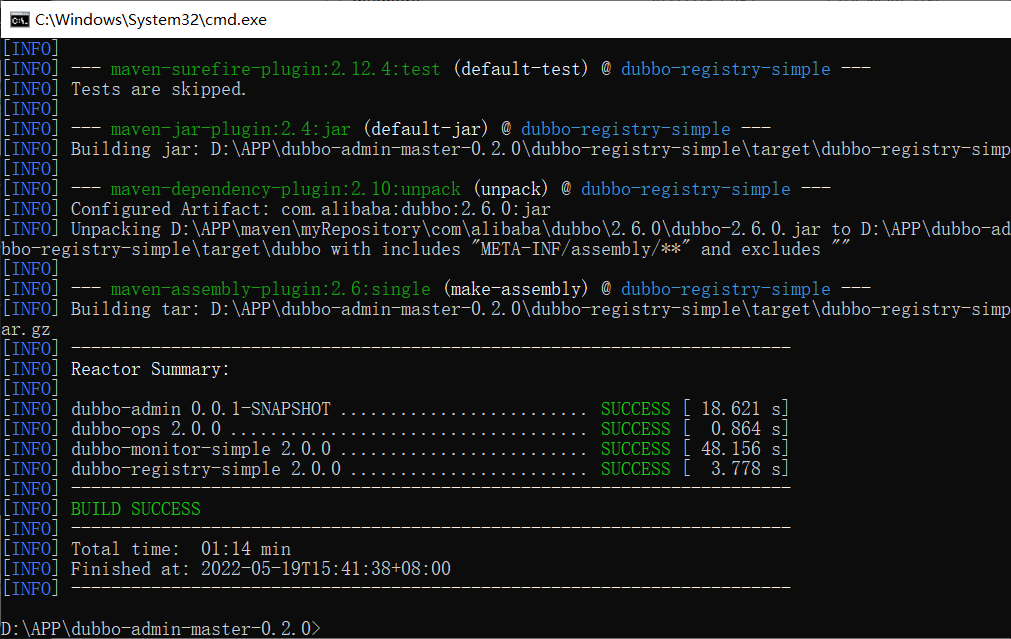 C:\Windows\System32\cmd.exe
[INFO]
[INFO] --- maven-surefire-plugin:2.12.4:test (default-test) @ dubbo-registry-simple ---
[INFO] Tests are skipped.
[INFO]
[INFO] --- maven-jar-plugin:2.4:jar (default-jar) @ dubbo-registry-simple ---
[INFO] Building jar: D:\APP\dubbo-admin-master-0.2.0\dubbo-registry-simple\target\dubbo-registry-simp
[INFO]
[INFO] --- maven-dependency-plugin:2.10:unpack (unpack) @ dubbo-registry-simple ---
[INFO] Configured Artifact: com.alibaba:dubbo:2.6.0:jar
[INFO] Unpacking D:\APP\maven\myRepository\com\alibaba\dubbo\2.6.0\dubbo-2.6.0.jar to D:\APP\dubbo-ad
bbo-registry-simple\target\dubbo with includes "META-INF/assembly/**" and excludes ""
[INFO]
[INFO] --- maven-assembly-plugin:2.6:single (make-assembly) @ dubbo-registry-simple ---
[INFO] Building tar: D:\APP\dubbo-admin-master-0.2.0\dubbo-registry-simple\target\dubbo-registry-simp
ar.gz
[INFO] ------------------------------------------------------------------------
[INFO] Reactor Summary:
[INFO]
[INFO] dubbo-admin 0.0.1-SNAPSHOT ......................... SUCCESS [ 18.621 s]
[INFO] dubbo-ops 2.0.0 .................................... SUCCESS [  0.864 s]
[INFO] dubbo-monitor-simple 2.0.0 ......................... SUCCESS [ 48.156 s]
[INFO] dubbo-registry-simple 2.0.0 ........................ SUCCESS [  3.778 s]
[INFO] ------------------------------------------------------------------------
[INFO] BUILD SUCCESS
[INFO] ------------------------------------------------------------------------
[INFO] Total time:  01:14 min
[INFO] Finished at: 2022-05-19T15:41:38+08:00
[INFO] ------------------------------------------------------------------------
D:\APP\dubbo-admin-master-0.2.0>